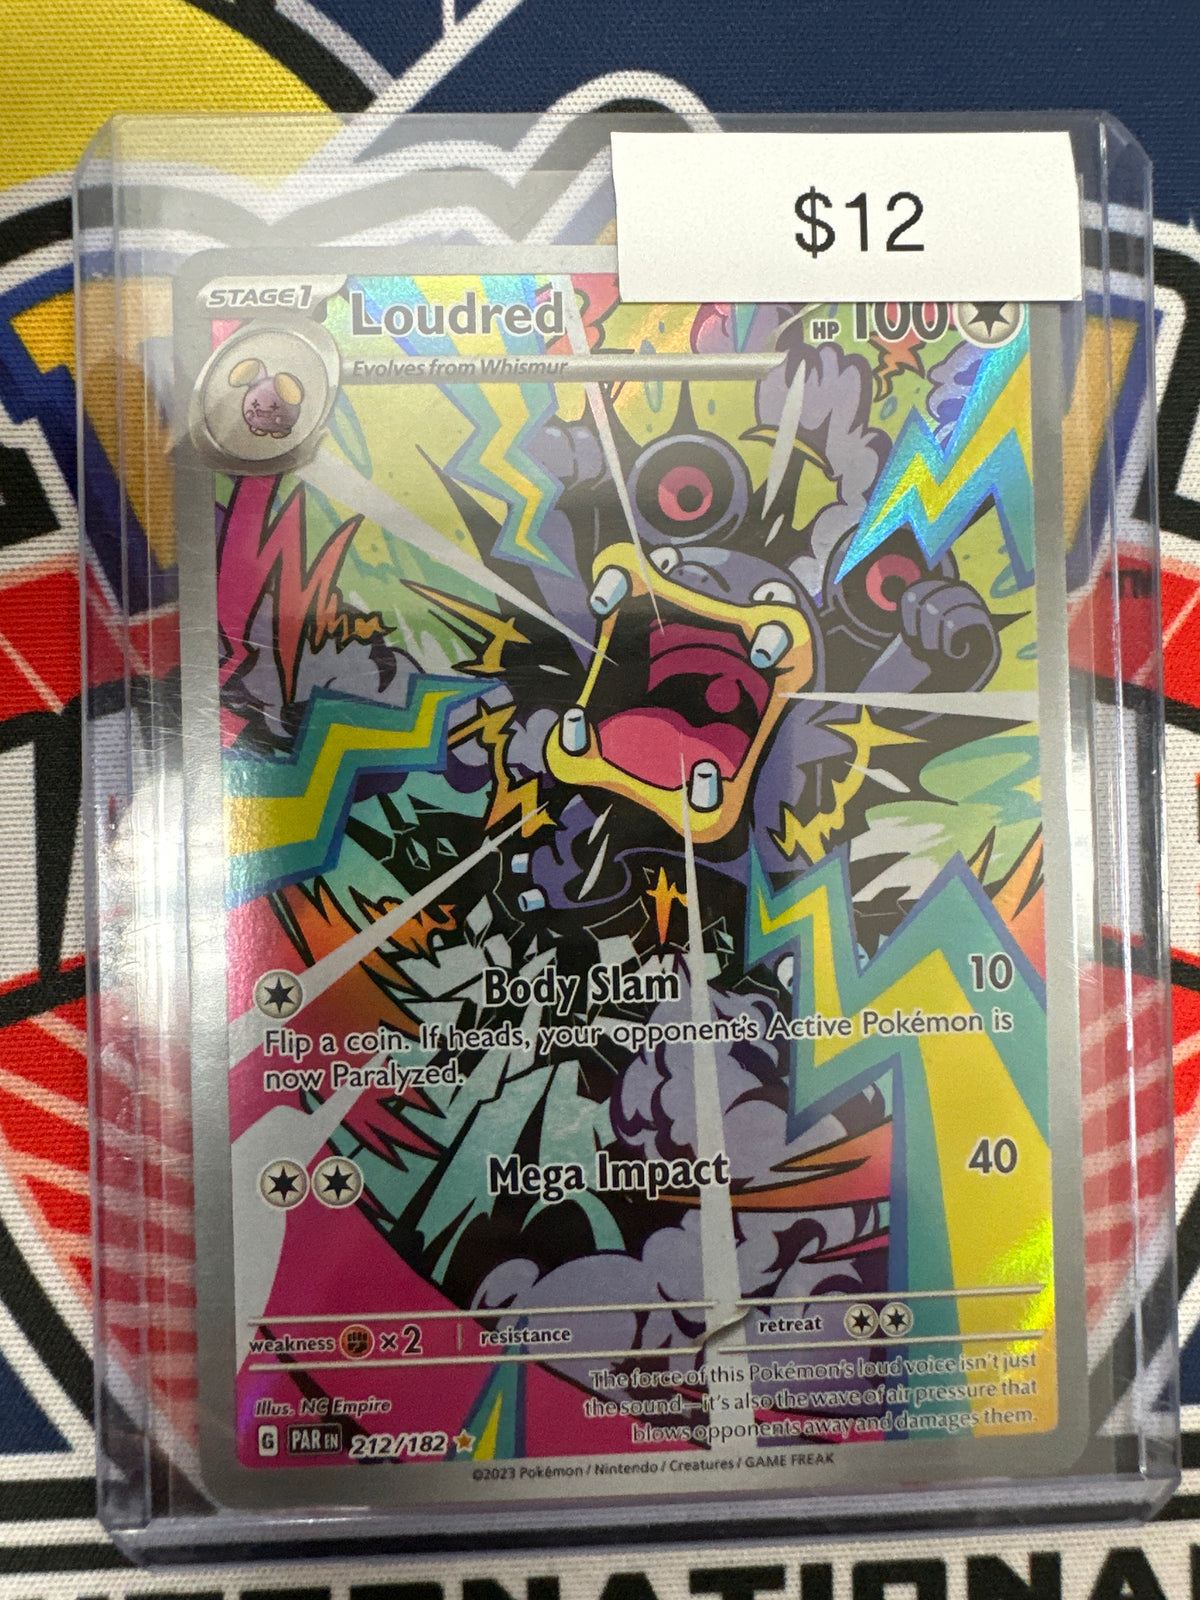 $12
STAGE1
Loudred
HP 100
Evolves from Whismur
Body Slam 10
Flip a coin. If heads, your opponent's Active Pokémon is
now Paralyzed.
Mega Impact 40
weakness ×2 resistance retreat
The force of this Pokémon's loud voice isn't just
the sound—it's also the wave of air pressure that
blows opponents away and damages them.
Illus. NC Empire
G PAR EN 212/182
©2023 Pokémon / Nintendo / Creatures / GAME FREAK